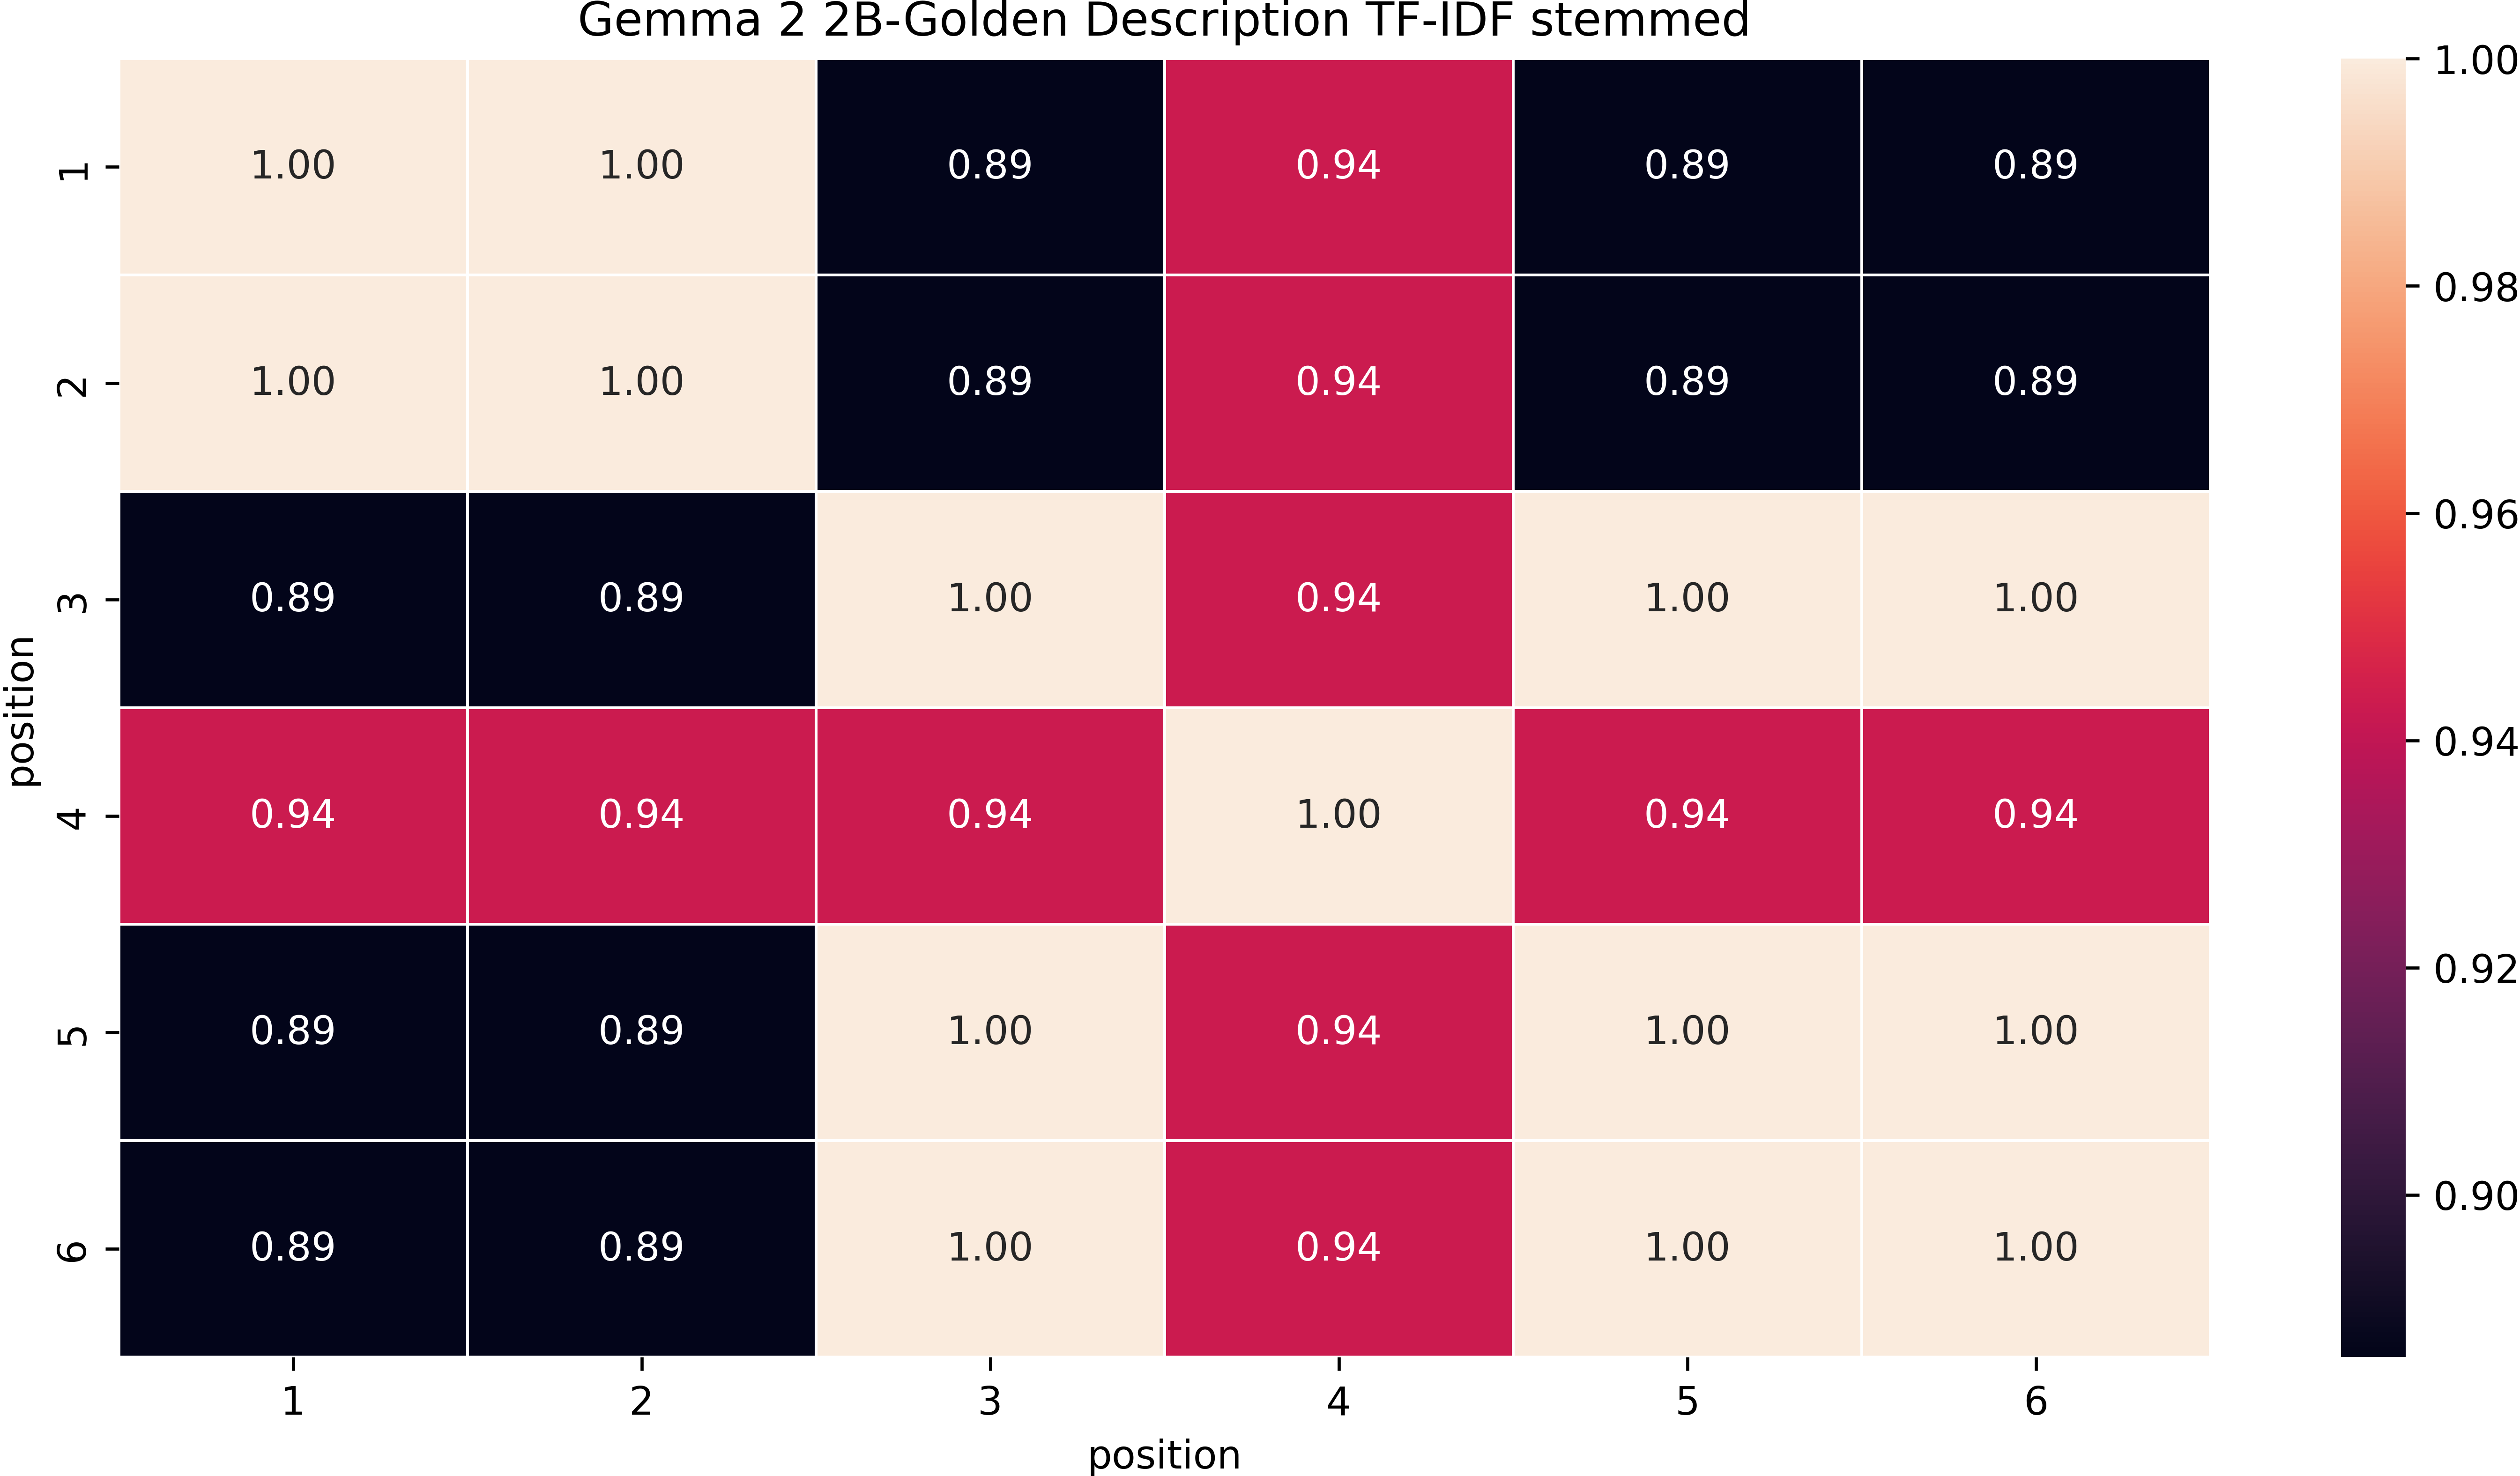 Gemma 2 2B-Golden Description TF-IDF stemmed
1.00
1 1.00 1.00 0.89 0.94 0.89 0.89
0.98
2 1.00 1.00 0.89 0.94 0.89 0.89
0.96
3 0.89 0.89 1.00 0.94 1.00 1.00
position
0.94
4 0.94 0.94 0.94 1.00 0.94 0.94
0.92
5 0.89 0.89 1.00 0.94 1.00 1.00
0.90
6 0.89 0.89 1.00 0.94 1.00 1.00
1 2 3 4 5 6
position